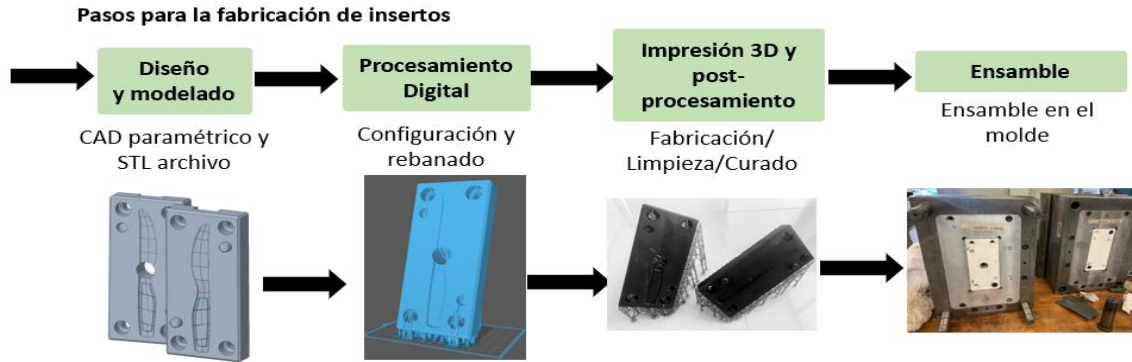 Pasos para la fabricación de insertos
Diseño
y modelado
Procesamiento
Digital
Impresión 3D y
post-
procesamiento
Ensamble
CAD paramétrico y
STL archivo
Configuración y
rebanado
Fabricación/
Limpieza/Curado
Ensamble en el
molde